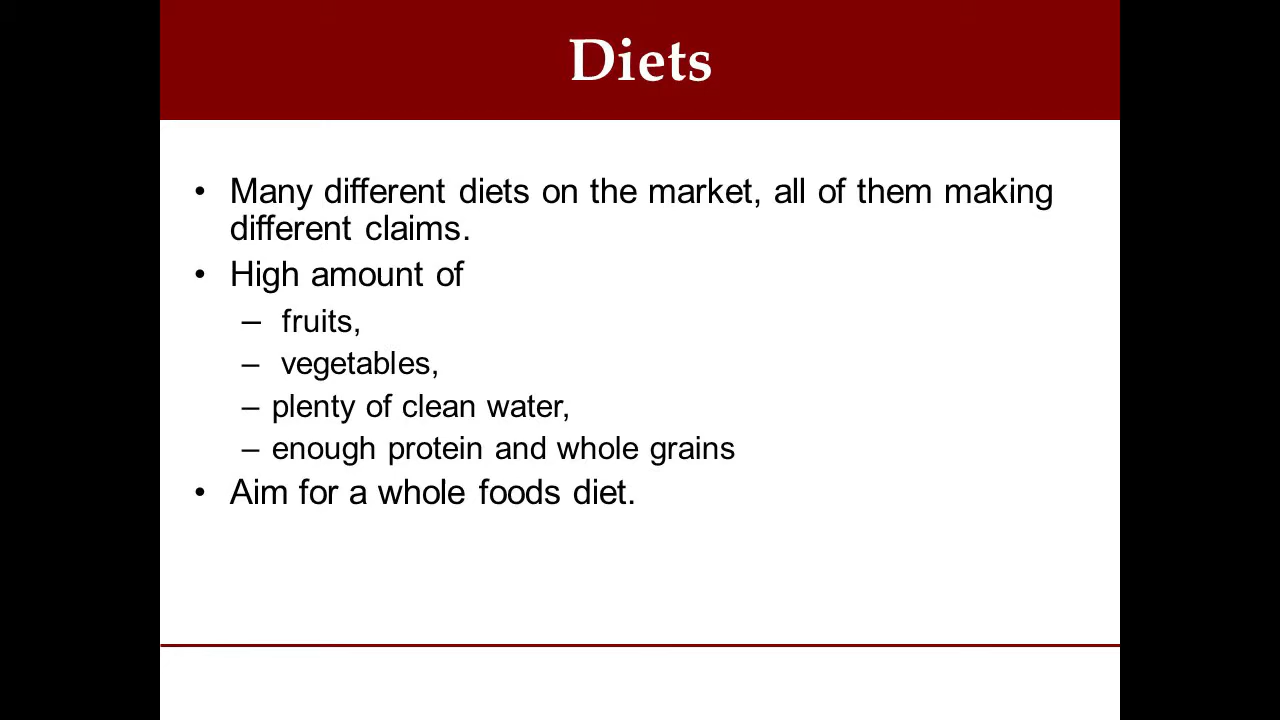 Diets
• Many different diets on the market, all of them making
different claims.
• High amount of
– fruits,
– vegetables,
– plenty of clean water,
– enough protein and whole grains
• Aim for a whole foods diet.